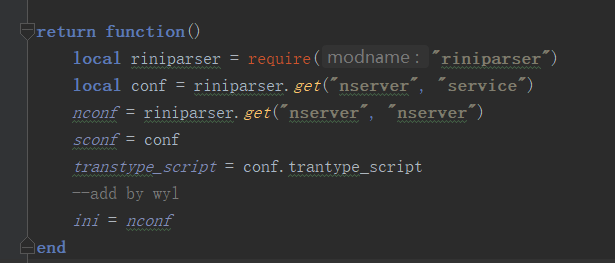 return function()
local riniparser = require( modname: "riniparser")
local conf = riniparser.get("nserver", "service")
nconf = riniparser.get("nserver", "nserver")
sconf = conf
transtype_script = conf.trantype_script
--add by wyl
ini = nconf
end